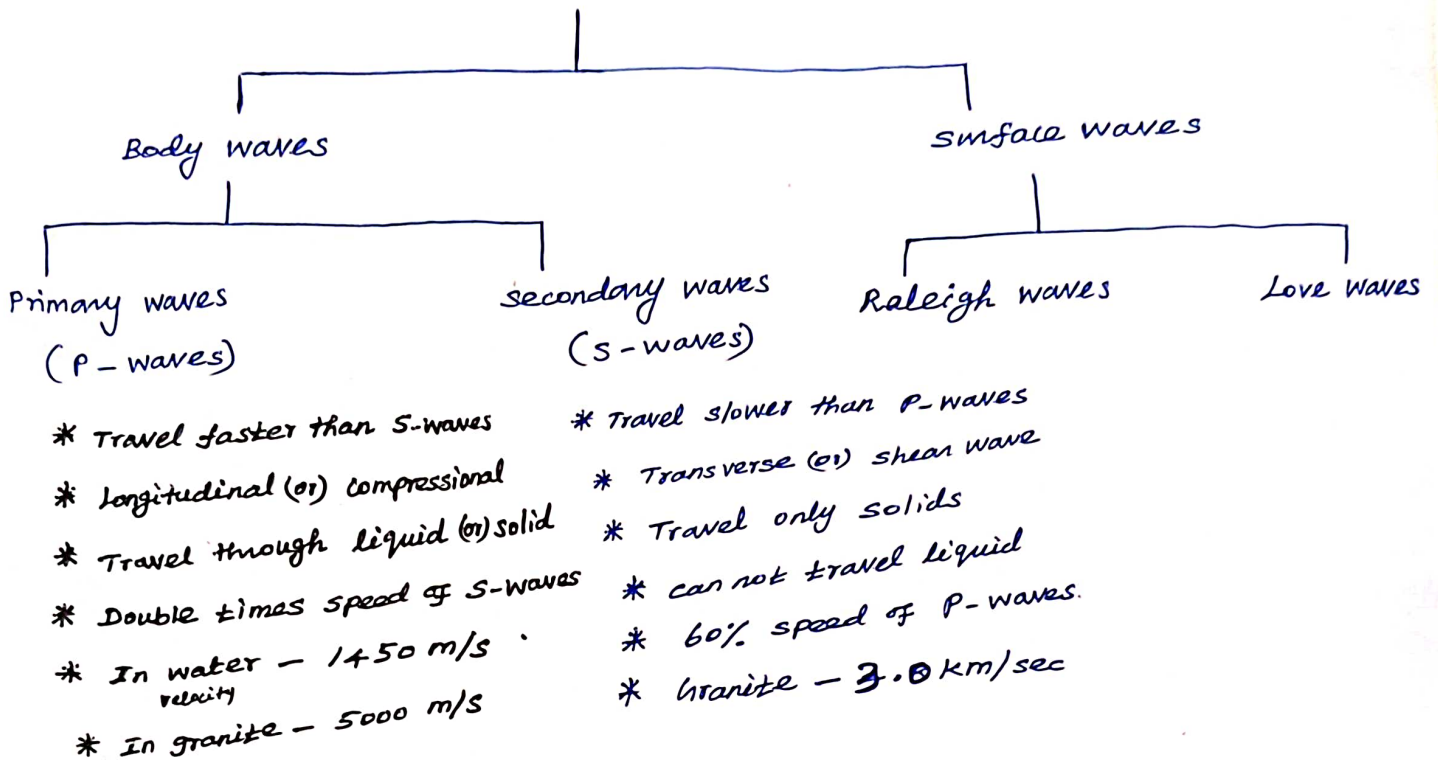 Body waves
Surface waves
Primary waves
(P - waves)
Secondary waves
(S - waves)
Raleigh waves
Love waves
* Travel faster than S-waves
* Longitudinal (or) compressional
* Travel through liquid (or) solid
* Double times speed of S-waves
* In water - 1450 m/s
velocity
* In granite - 5000 m/s
* Travel slower than P-waves
* Transverse (or) shear wave
* Travel only solids
* can not travel liquid
* 60% speed of P-waves.
* Granite - 3.0 km/sec